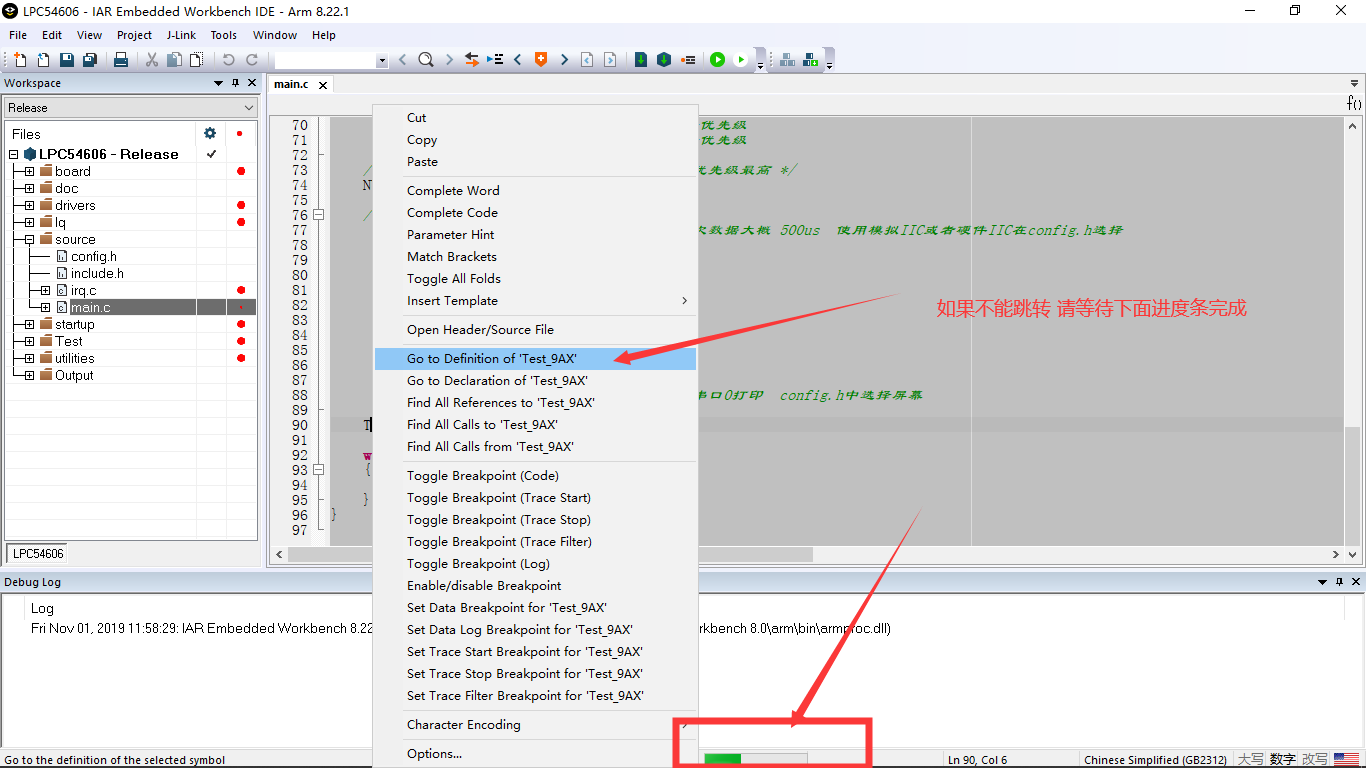 LPC54606 - IAR Embedded Workbench IDE - Arm 8.22.1
File Edit View Project J-Link Tools Window Help
Workspace
main.c
Release
Files
LPC54606 - Release
board
doc
drivers
lq
source
config.h
include.h
irq.c
main.c
startup
Test
utilities
Output
LPC54606
f()
70 优先级
71 优先级
72
73 / 优先级最高 */
74 N
75
76 /
77 次数据大概 500us 使用模拟IIC或者硬件IIC在config.h选择
78
79
80
81
82
83
84
85
86
87
88 串口0打印 config.h中选择屏幕
89
90 T
91
92 w
93 {
94
95 }
96 }
97
Cut
Copy
Paste
Complete Word
Complete Code
Parameter Hint
Match Brackets
Toggle All Folds
Insert Template
Open Header/Source File
Go to Definition of 'Test_9AX'
Go to Declaration of 'Test_9AX'
Find All References to 'Test_9AX'
Find All Calls to 'Test_9AX'
Find All Calls from 'Test_9AX'
Toggle Breakpoint (Code)
Toggle Breakpoint (Trace Start)
Toggle Breakpoint (Trace Stop)
Toggle Breakpoint (Trace Filter)
Toggle Breakpoint (Log)
Enable/disable Breakpoint
Set Data Breakpoint for 'Test_9AX'
Set Data Log Breakpoint for 'Test_9AX'
Set Trace Start Breakpoint for 'Test_9AX'
Set Trace Stop Breakpoint for 'Test_9AX'
Set Trace Filter Breakpoint for 'Test_9AX'
Character Encoding
Options...
如果不能跳转 请等待下面进度条完成
Debug Log
Log
Fri Nov 01, 2019 11:58:29: IAR Embedded Workbench 8.22 rkbench 8.0\arm\bin\armproc.dll)
Go to the definition of the selected symbol
Ln 90, Col 6
Chinese Simplified (GB2312)
大写 数字 改写